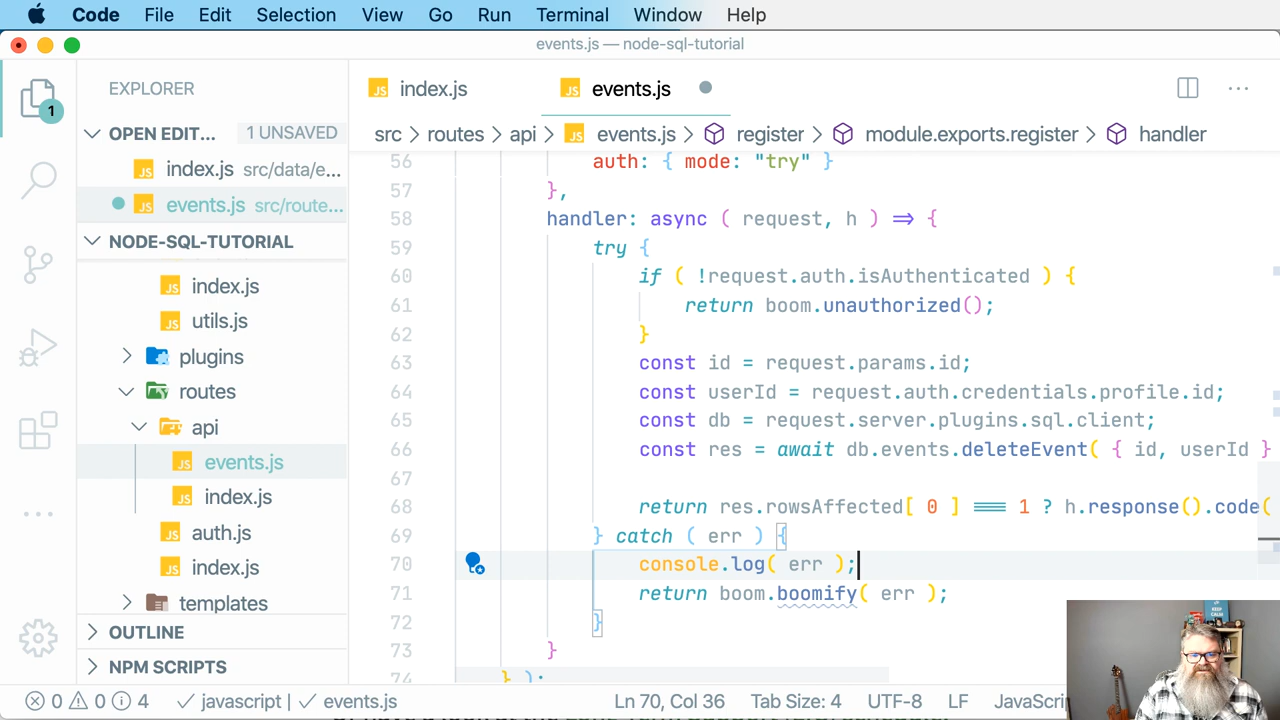 Code File Edit Selection View Go Run Terminal Window Help
events.js — node-sql-tutorial
EXPLORER
index.js
events.js
OPEN EDIT... 1 UNSAVED
src > routes > api > events.js > register > module.exports.register > handler
index.js src/data/e...
events.js src/route...
NODE-SQL-TUTORIAL
index.js
utils.js
plugins
routes
api
events.js
index.js
auth.js
index.js
templates
OUTLINE
NPM SCRIPTS
1
56 auth: { mode: "try" }
57 },
58 handler: async ( request, h ) => {
59 try {
60 if ( !request.auth.isAuthenticated ) {
61 return boom.unauthorized();
62 }
63 const id = request.params.id;
64 const userId = request.auth.credentials.profile.id;
65 const db = request.server.plugins.sql.client;
66 const res = await db.events.deleteEvent( { id, userId }
67
68 return res.rowsAffected[ 0 ] === 1 ? h.response().code(
69 } catch ( err ) {
70 console.log( err );
71 return boom.boomify( err );
72 }
73 }
74 } );
0 0 4 javascript | events.js Ln 70, Col 36 Tab Size: 4 UTF-8 LF JavaScri
KEEP CALM